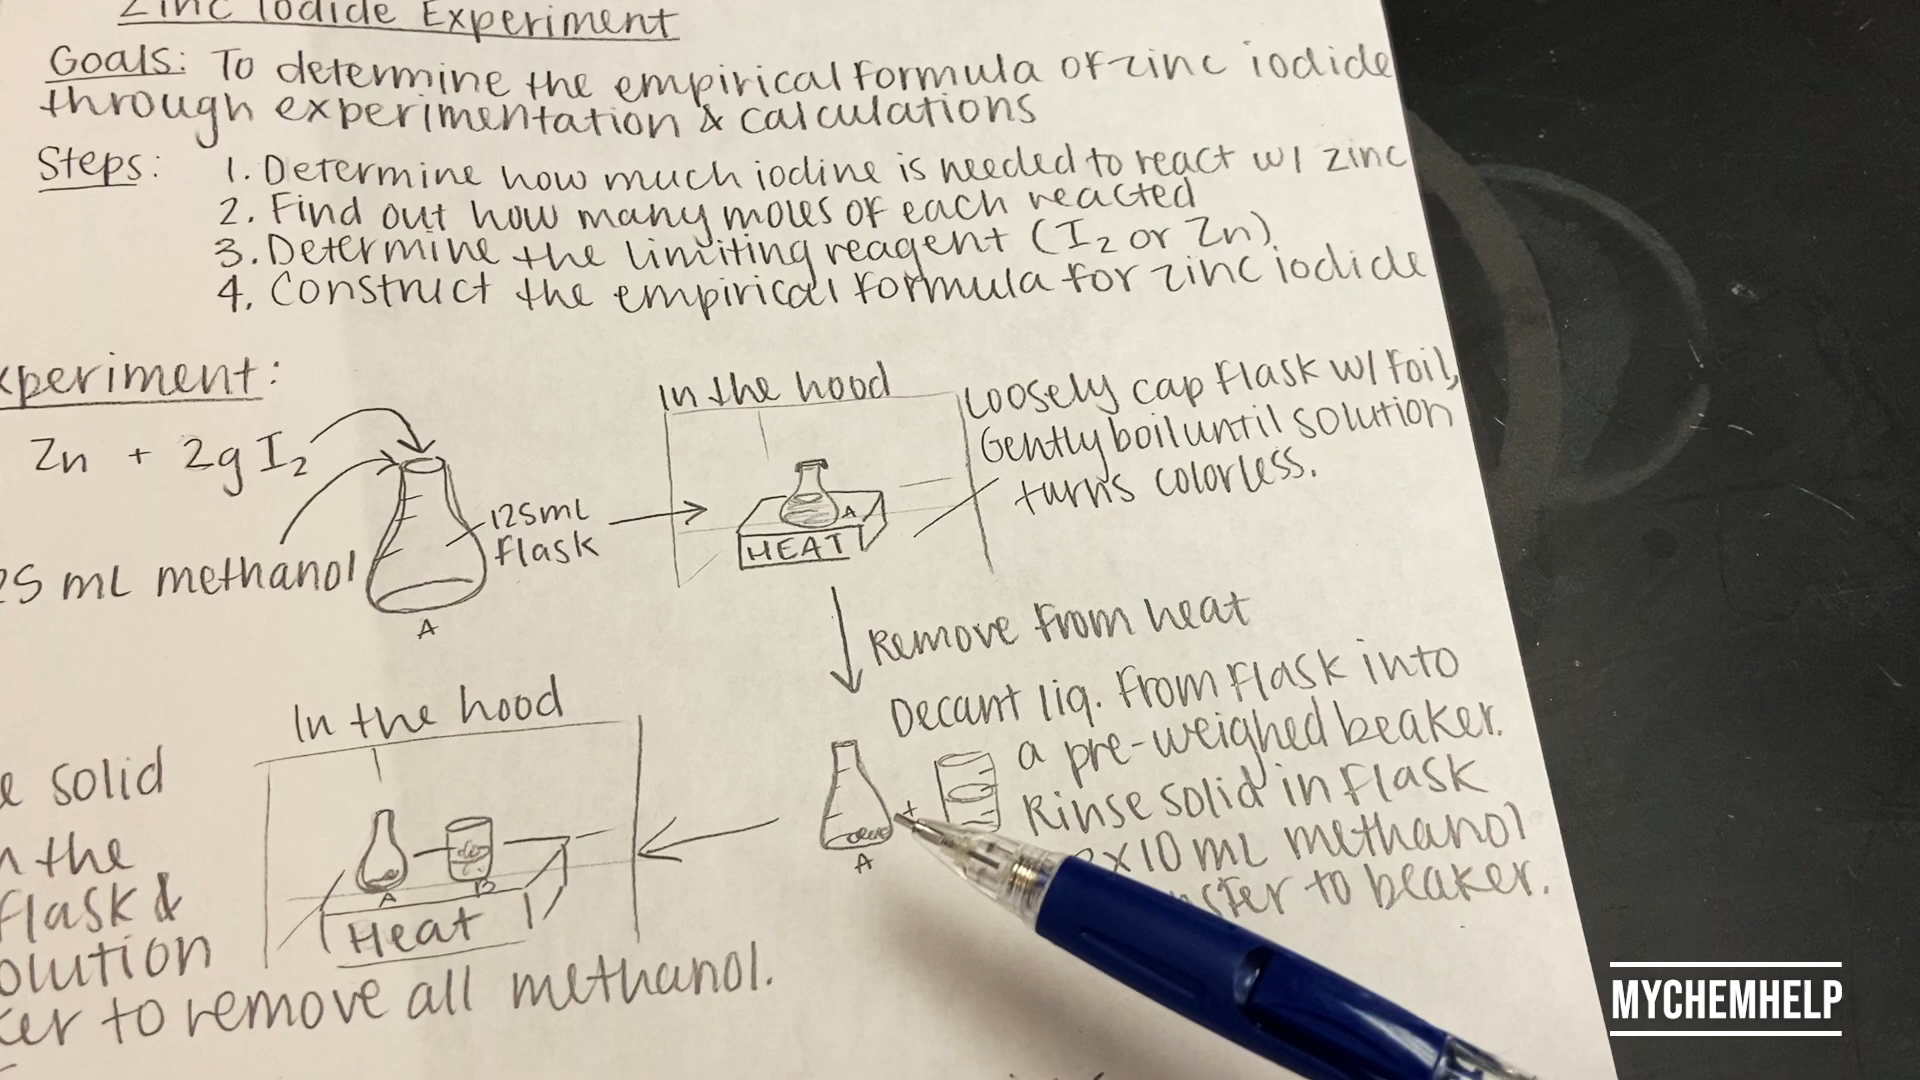 Zinc Iodide Experiment
Goals: To determine the empirical formula of zinc iodide
through experimentation & calculations
Steps: 1. Determine how much iodine is needed to react w/ zinc
2. Find out how many moles of each reacted
3. Determine the limiting reagent (I2 or Zn).
4. Construct the empirical formula for zinc iodide
xperiment:
Zn + 2g I2
25 mL methanol
125mL
flask
A
In the hood
A
HEAT
Loosely cap flask w/ foil,
Gently boil until solution
turns colorless.
Remove from heat
Decant liq. from flask into
a pre-weighed beaker.
Rinse solid in flask
x10 mL methanol
to beaker.
+
A
In the hood
A
B
Heat
solid
the
flask &
olution
to remove all methanol.
MYCHEMHELP